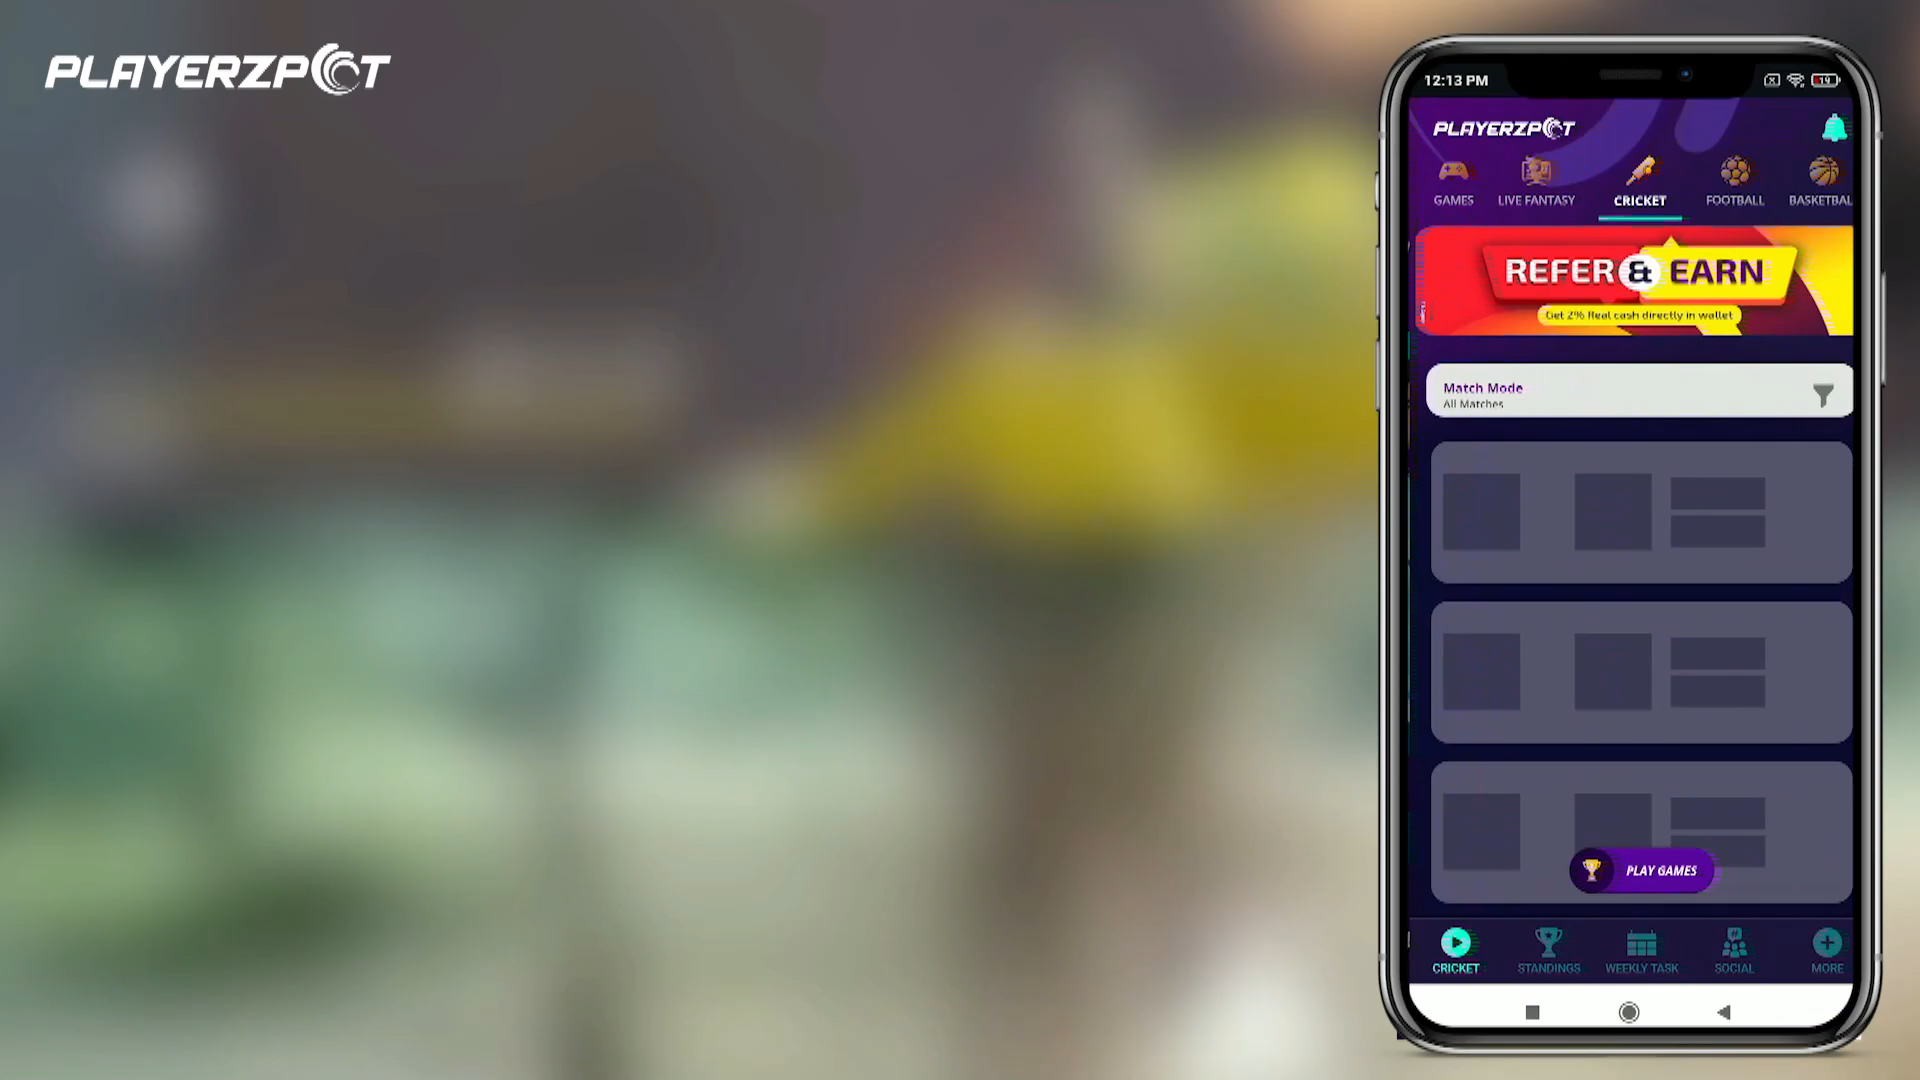 PLAYERZPOT
12:13 PM
19
PLAYERZPOT
GAMES LIVE FANTASY CRICKET FOOTBALL BASKETBAL
REFER & EARN
Get 2% Real cash directly in wallet
Match Mode
All Matches
PLAY GAMES
CRICKET STANDINGS WEEKLY TASK SOCIAL MORE